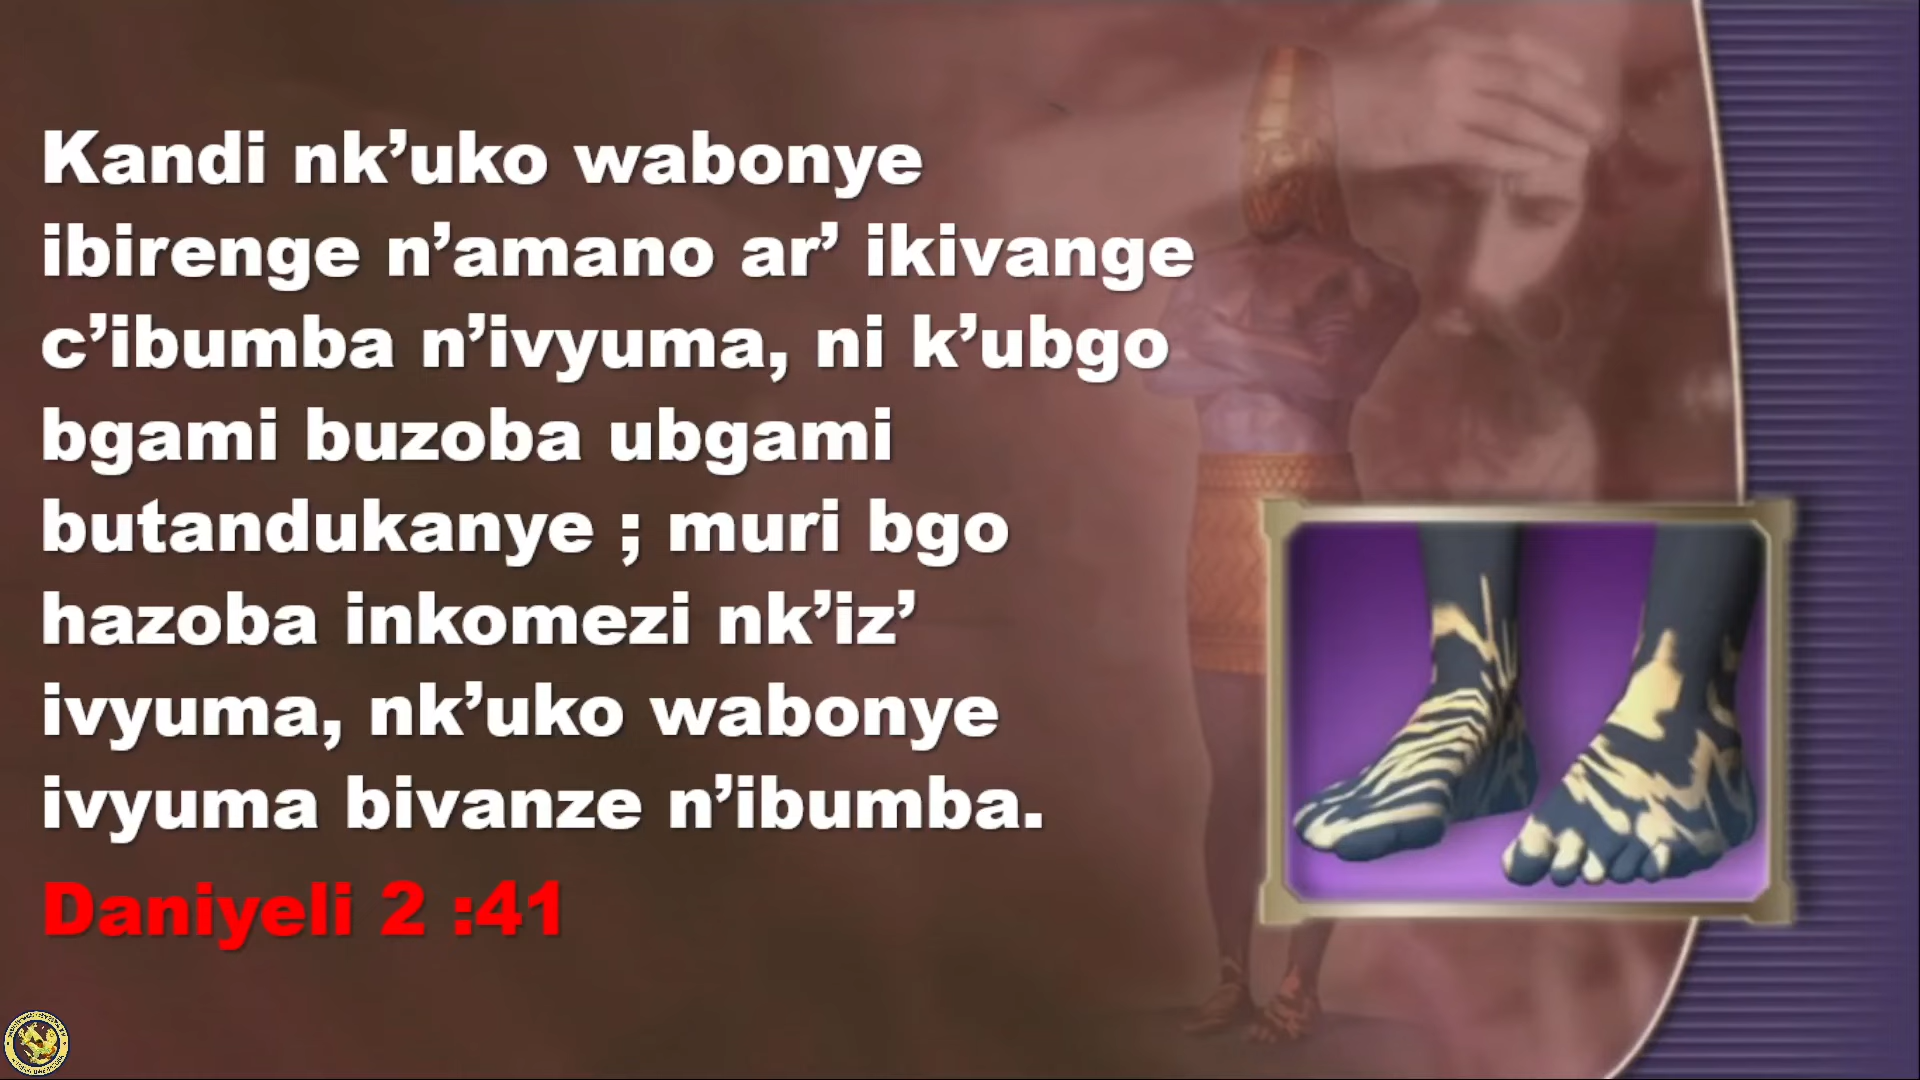 Kandi nk’uko wabonye
ibirenge n’amano ar’ ikivange
c’ibumba n’ivyuma, ni k’ubgo
bgami buzoba ubgami
butandukanye ; muri bgo
hazoba inkomezi nk’iz’
ivyuma, nk’uko wabonye
ivyuma bivanze n’ibumba.
Daniyeli 2 :41